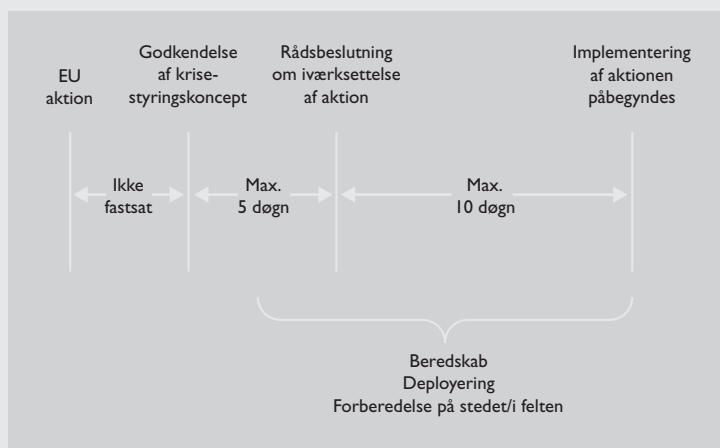 EU
aktion
Godkendelse
af krise-
styringskoncept
Rådsbeslutning
om iværksettelse
af aktion
Implementering
af aktionen
påbegyndes
Ikke
fastsat
Max.
5 døgn
Max.
10 døgn
Beredskab
Deployering
Forberedelse på stedet/i felten